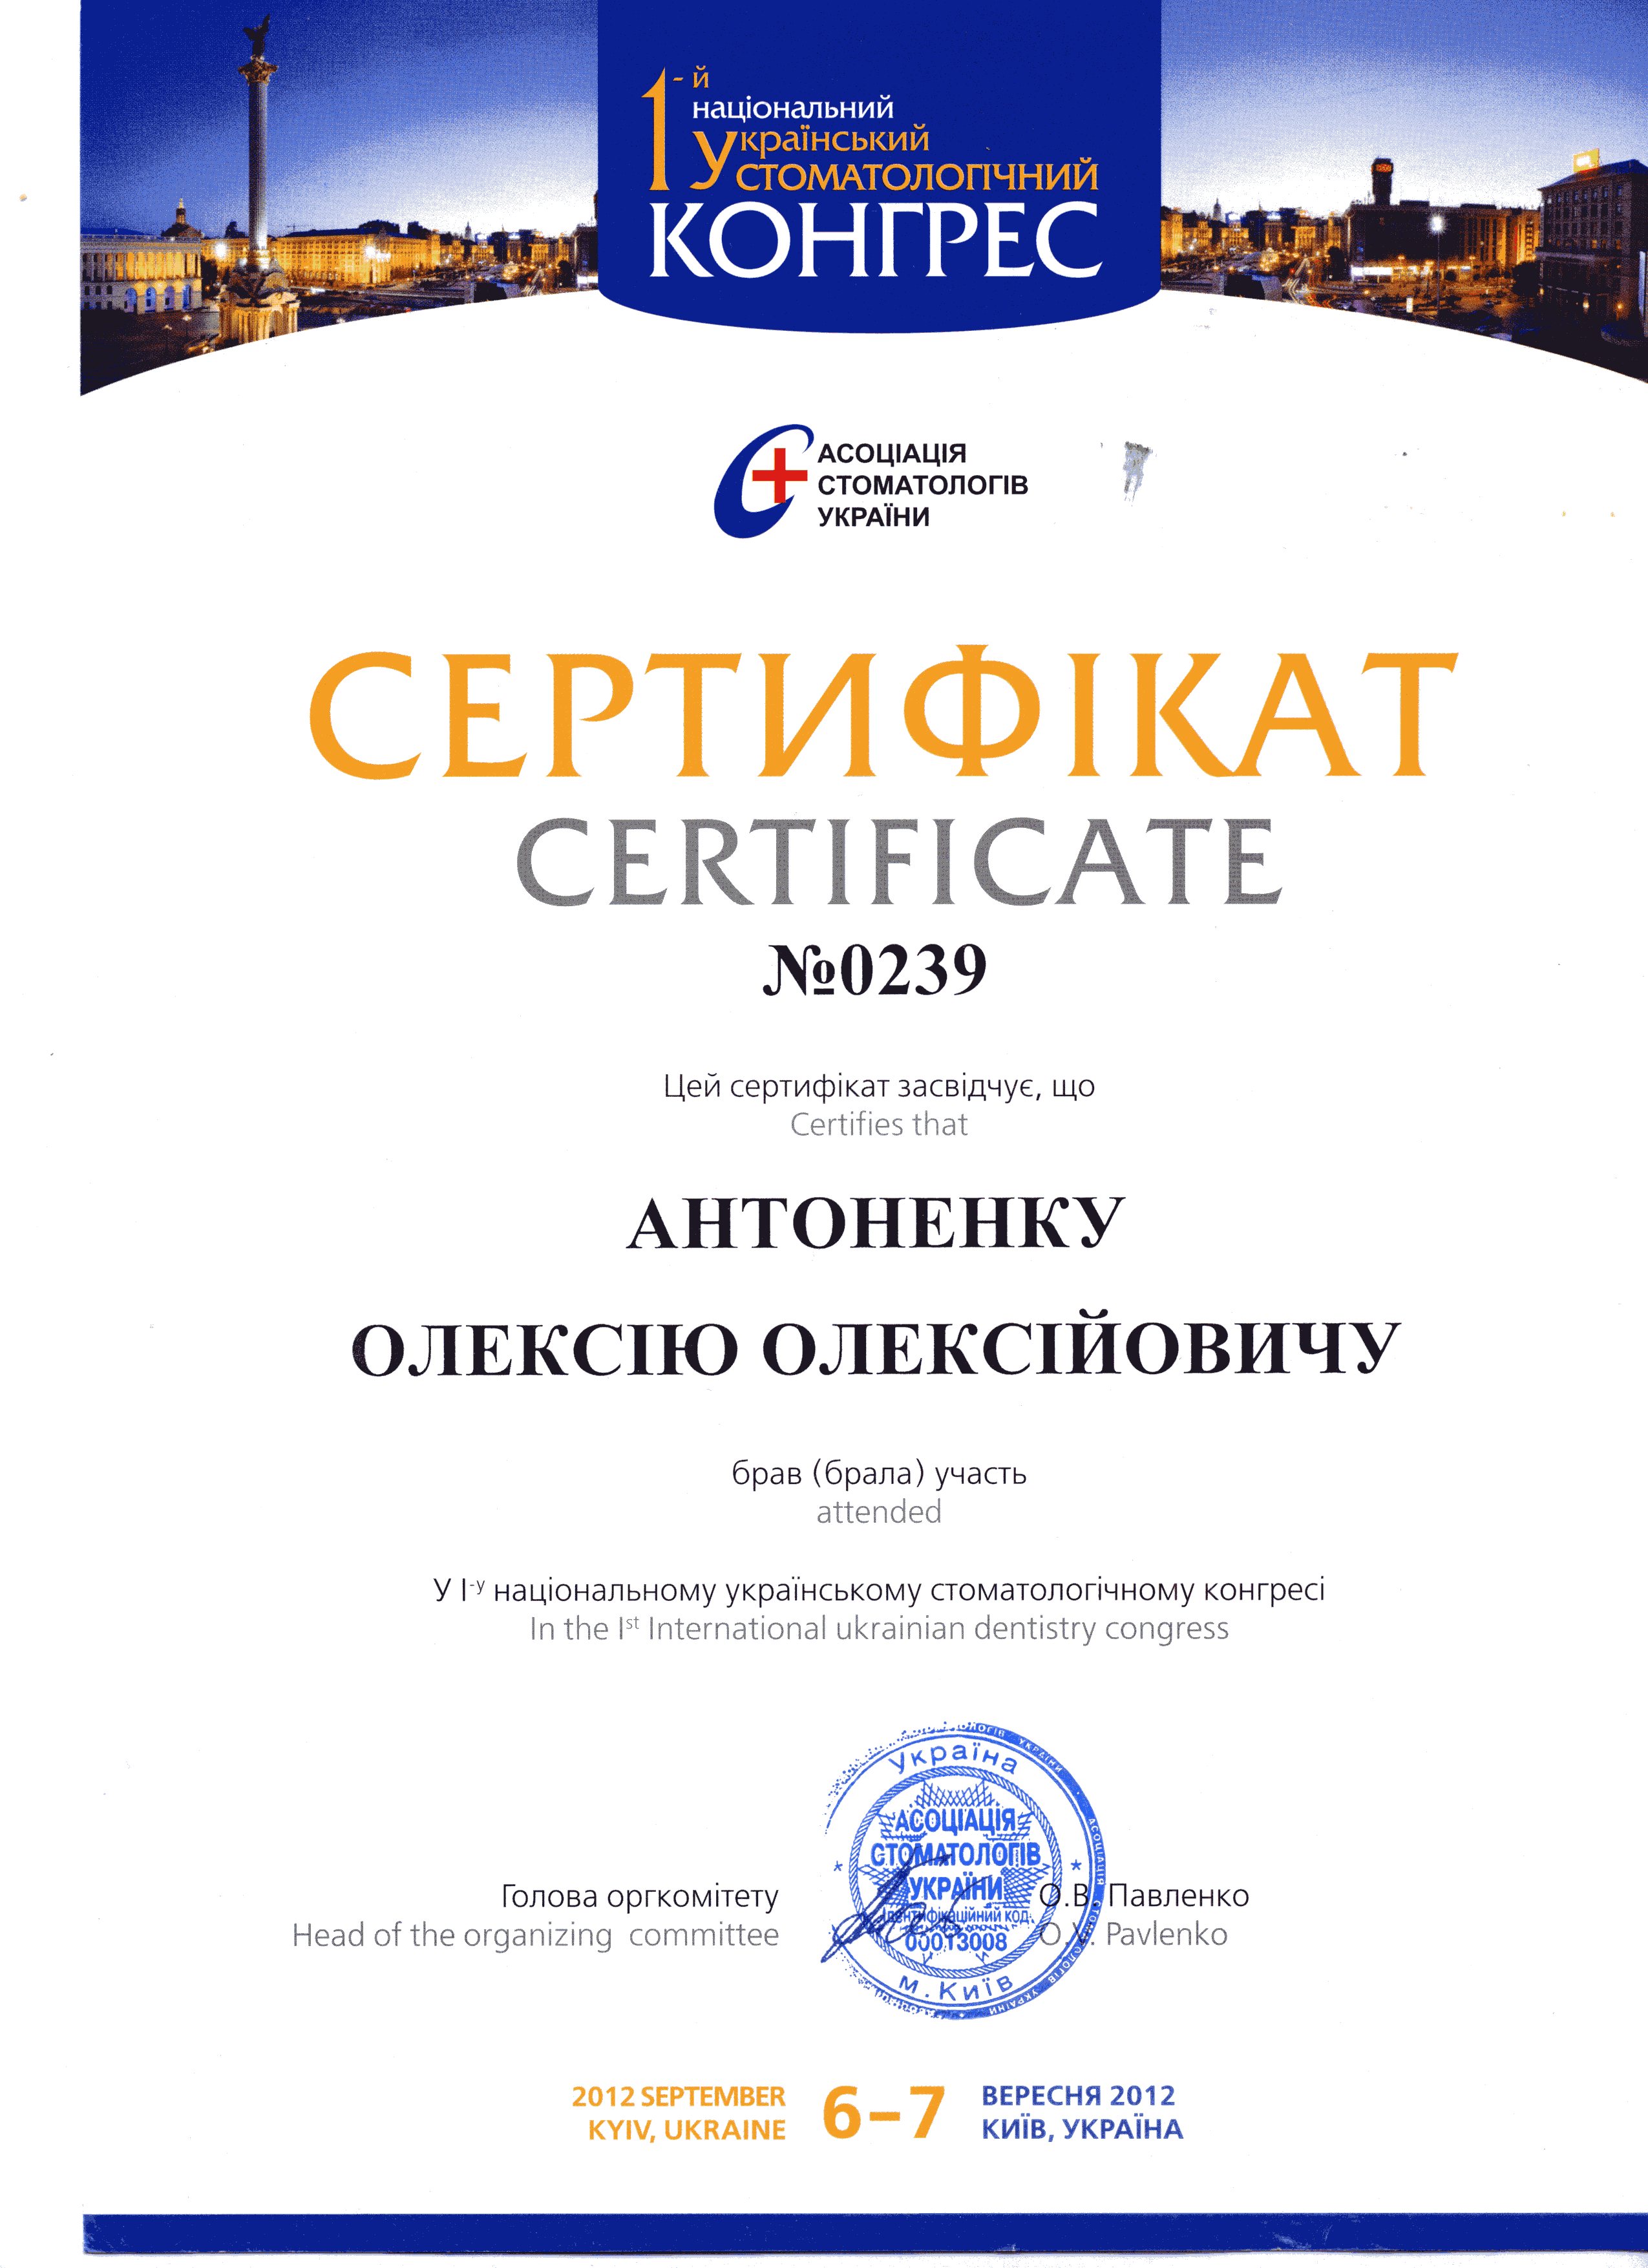 1-й
національний
Український
СТОМАТОЛОГІЧНИЙ
КОНГРЕС
АСОЦІАЦІЯ
СТОМАТОЛОГІВ
УКРАЇНИ
СЕРТИФІКАТ
CERTIFICATE
№0239
Цей сертифікат засвідчує, що
Certifies that
АНТОНЕНКУ
ОЛЕКСІЮ ОЛЕКСІЙОВИЧУ
брав (брала) участь
attended
У I-у національному українському стоматологічному конгресі
In the Ist International ukrainian dentistry congress
Україна
АСОЦІАЦІЯ
СТОМАТОЛОГІВ
УКРАЇНИ
Ідентифікаційний код
00013008
м. Київ
Голова оргкомітету
О.В. Павленко
Head of the organizing committee
O.V. Pavlenko
2012 SEPTEMBER
KYIV, UKRAINE
6–7
ВЕРЕСНЯ 2012
КИЇВ, УКРАЇНА